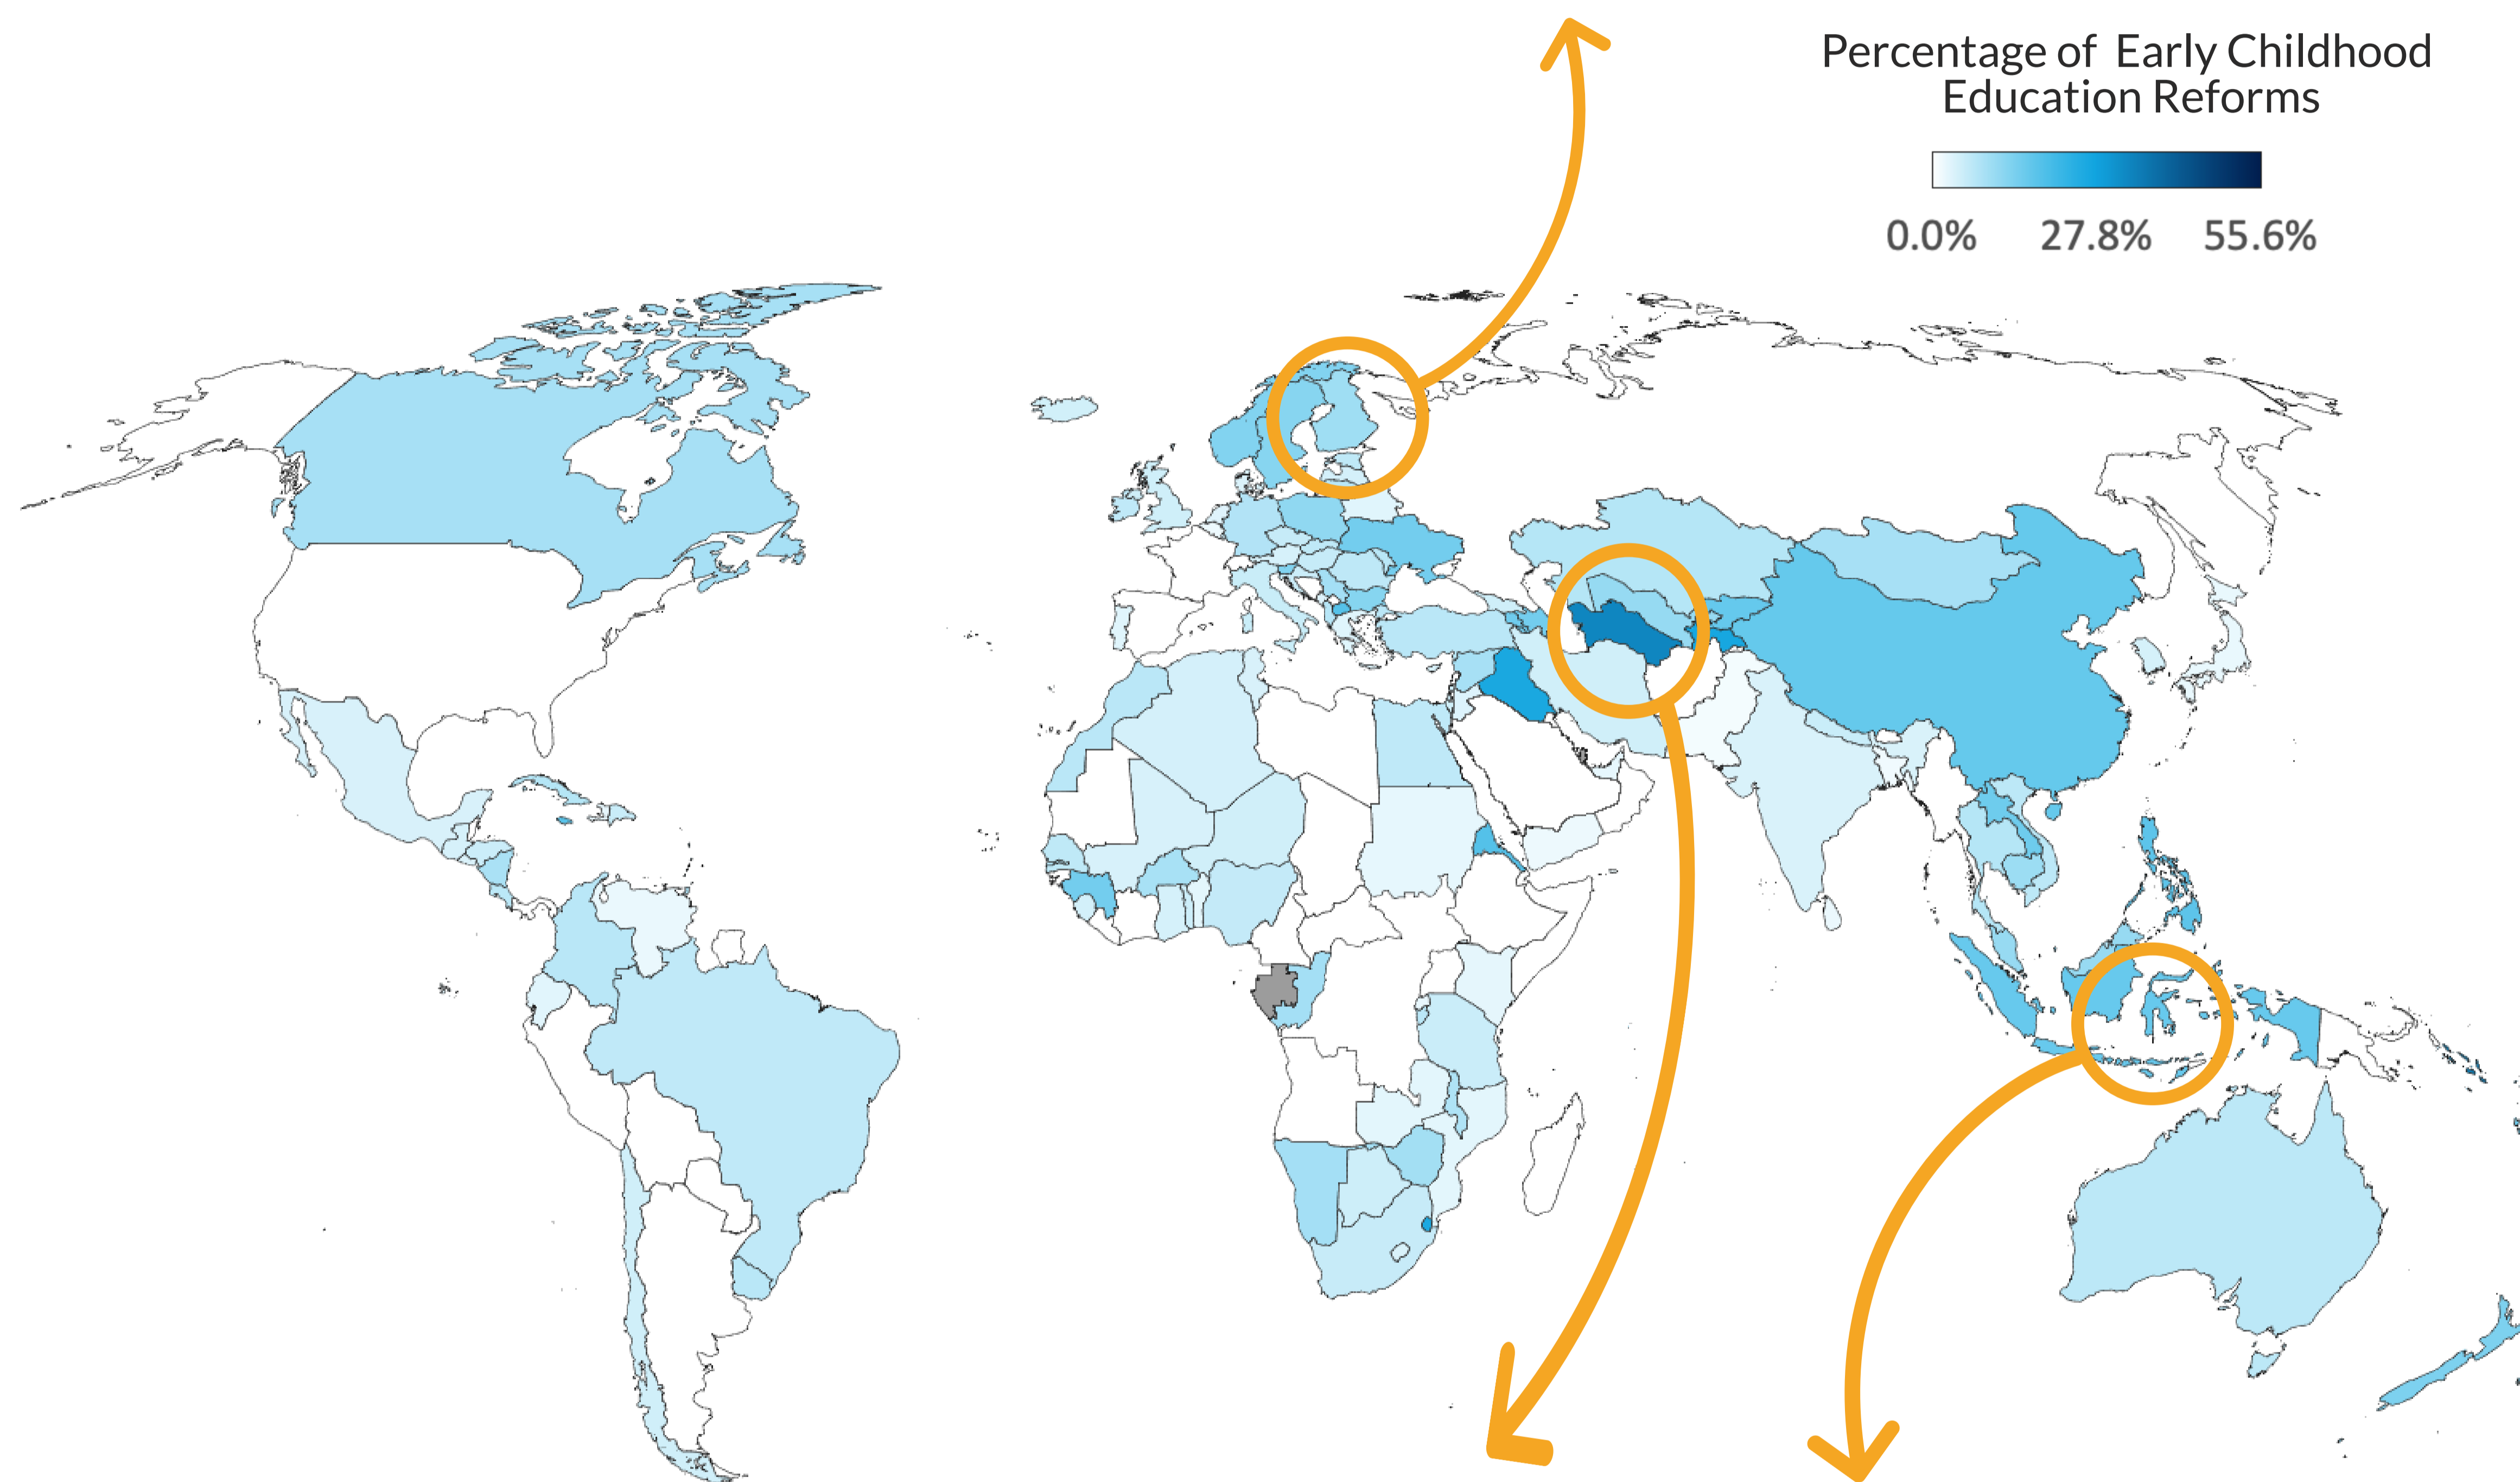 Percentage of Early Childhood
Education Reforms
0.0% 27.8% 55.6%